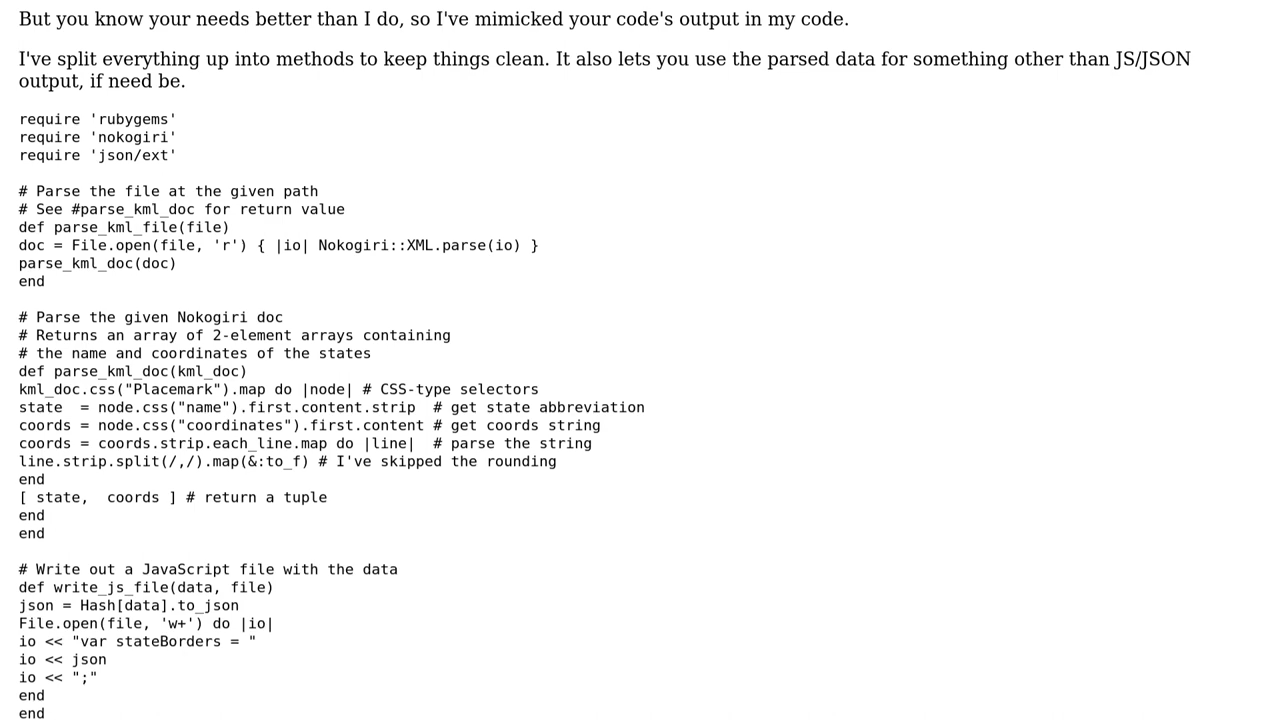 But you know your needs better than I do, so I've mimicked your code's output in my code.
I've split everything up into methods to keep things clean. It also lets you use the parsed data for something other than JS/JSON
output, if need be.
require 'rubygems'
require 'nokogiri'
require 'json/ext'
# Parse the file at the given path
# See #parse_kml_doc for return value
def parse_kml_file(file)
doc = File.open(file, 'r') { |io| Nokogiri::XML.parse(io) }
parse_kml_doc(doc)
end
# Parse the given Nokogiri doc
# Returns an array of 2-element arrays containing
# the name and coordinates of the states
def parse_kml_doc(kml_doc)
kml_doc.css("Placemark").map do |node| # CSS-type selectors
state  = node.css("name").first.content.strip  # get state abbreviation
coords = node.css("coordinates").first.content # get coords string
coords = coords.strip.each_line.map do |line|  # parse the string
line.strip.split(/,/).map(&:to_f) # I've skipped the rounding
end
[ state,  coords ] # return a tuple
end
end
# Write out a JavaScript file with the data
def write_js_file(data, file)
json = Hash[data].to_json
File.open(file, 'w+') do |io|
io << "var stateBorders = "
io << json
io << ";"
end
end